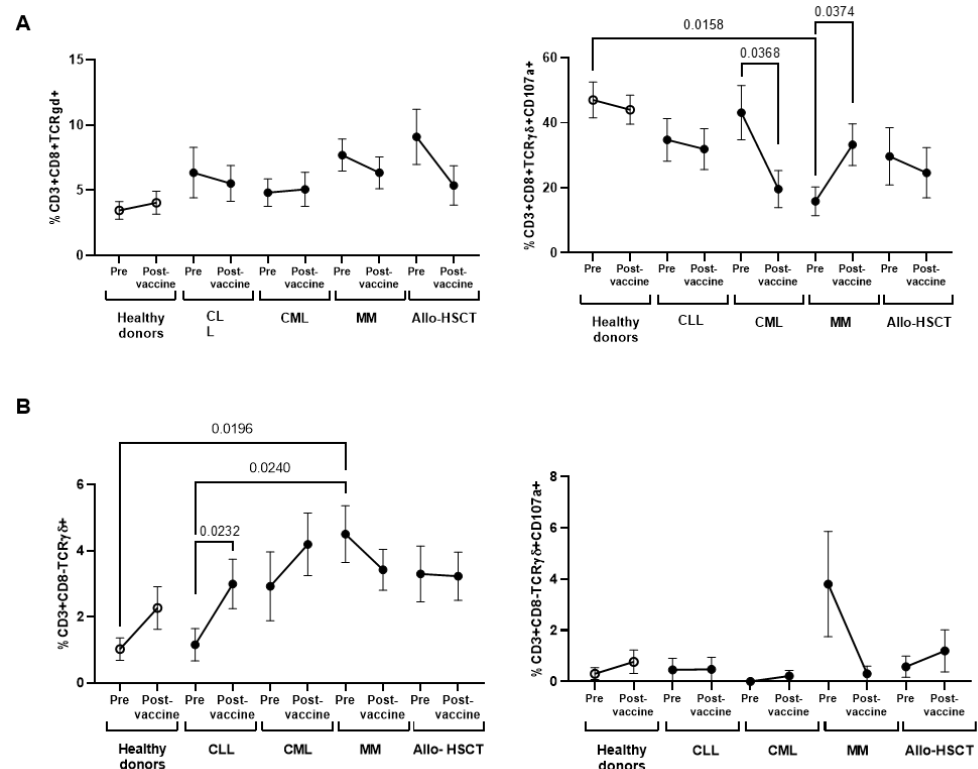 A
% CD3+CD8+TCRgd+
15
10
5
0
Pre Post-vaccine Pre Post-vaccine Pre Post-vaccine Pre Post-vaccine Pre Post-vaccine
Healthy donors
CL
L
CML
MM
Allo-HSCT
% CD3+CD8+TCRγδ+CD107a+
60
40
20
0
0.0158
0.0368
0.0374
Pre Post-vaccine Pre Post-vaccine Pre Post-vaccine Pre Post-vaccine Pre Post-vaccine
Healthy donors
CLL
CML
MM
Allo-HSCT
B
% CD3+CD8-TCRγδ+
6
4
2
0
0.0196
0.0240
0.0232
Pre Post-vaccine Pre Post-vaccine Pre Post-vaccine Pre Post-vaccine Pre Post-vaccine
Healthy donors
CLL
CML
MM
Allo- HSCT
% CD3+CD8-TCRγδ+CD107a+
8
6
4
2
0
Pre Post-vaccine Pre Post-vaccine Pre Post-vaccine Pre Post-vaccine Pre Post-vaccine
Healthy donors
CLL
CML
MM
Allo-HSCT